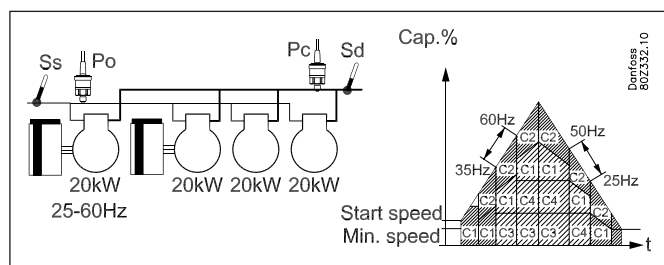 Ss
Po
Pc
Sd
20kW
20kW
20kW
20kW
25-60Hz
Cap.%
Danfoss
80Z332.10
60Hz
50Hz
35Hz
25Hz
C2 C2
C2 C1 C1 C2
C2 C1 C4 C4 C1 C2
C1 C1 C3 C3 C3 C4 C1
Start speed
Min. speed
t